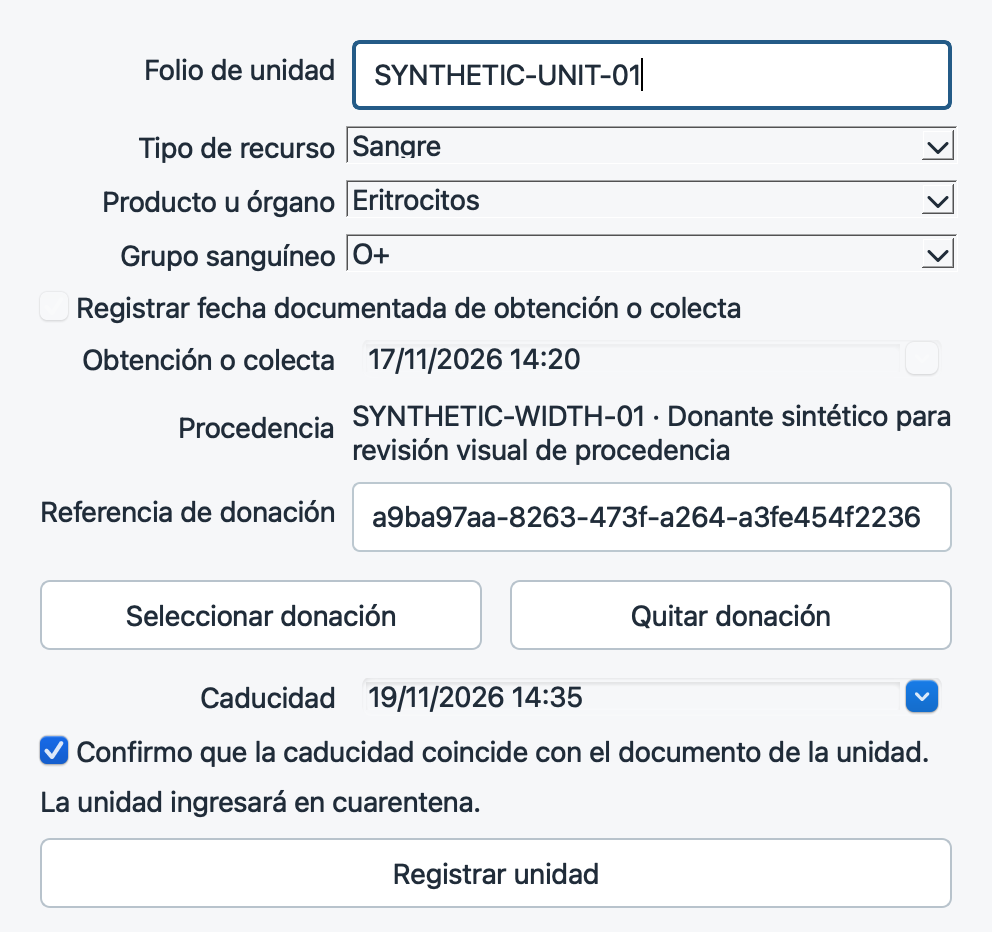 Folio de unidad SYNTHETIC-UNIT-01
Tipo de recurso Sangre
Producto u órgano Eritrocitos
Grupo sanguíneo O+
Registrar fecha documentada de obtención o colecta
Obtención o colecta 17/11/2026 14:20
Procedencia SYNTHETIC-WIDTH-01 · Donante sintético para
revisión visual de procedencia
Referencia de donación a9ba97aa-8263-473f-a264-a3fe454f2236
Seleccionar donación Quitar donación
Caducidad 19/11/2026 14:35
Confirmo que la caducidad coincide con el documento de la unidad.
La unidad ingresará en cuarentena.
Registrar unidad